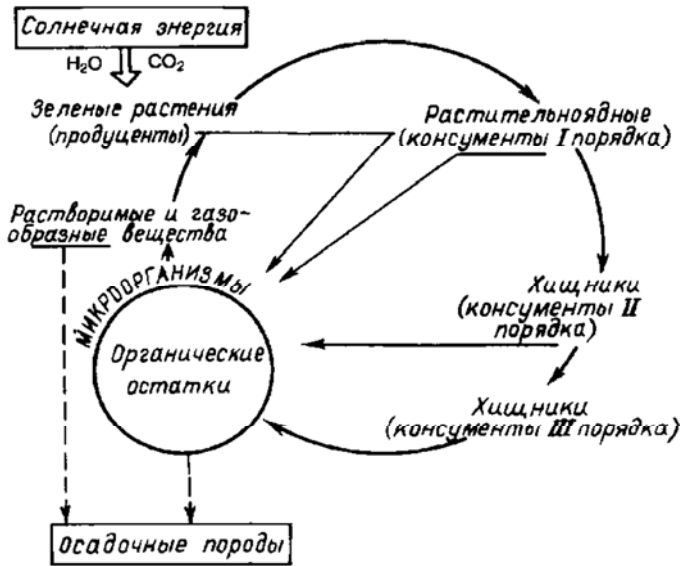 Солнечная энергия
H₂O CO₂
Зеленые растения
(продуценты)
Растительноядные
(консументы I порядка)
Растворимые и газо-
образные вещества
МИКРООРГАНИЗМЫ
Органические
остатки
Хищники
(консументы II
порядка)
Хищники
(консументы III порядка)
Осадочные породы